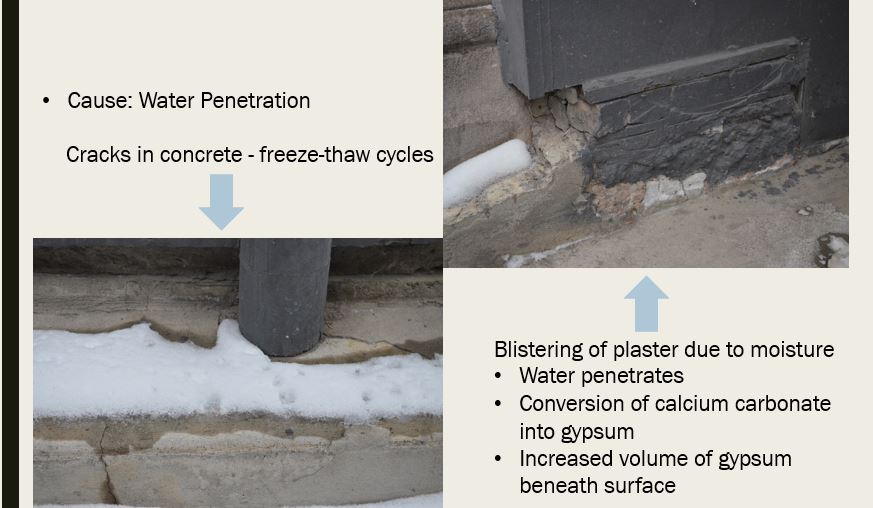 • Cause: Water Penetration
Cracks in concrete - freeze-thaw cycles
Blistering of plaster due to moisture
• Water penetrates
• Conversion of calcium carbonate
into gypsum
• Increased volume of gypsum
beneath surface